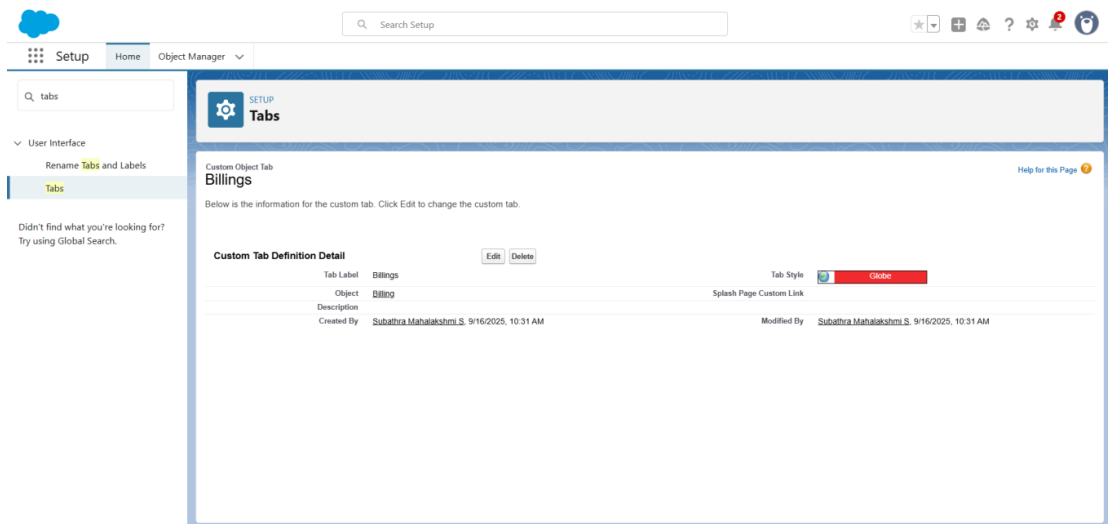 Search Setup
2
Setup
Home
Object Manager
tabs
User Interface
Rename Tabs and Labels
Tabs
Didn't find what you're looking for?
Try using Global Search.
SETUP
Tabs
Custom Object Tab
Billings
Help for this Page ?
Below is the information for the custom tab. Click Edit to change the custom tab.
Custom Tab Definition Detail Edit Delete
Tab Label Billings Tab Style Globe
Object Billing Splash Page Custom Link
Description
Created By Subathra Mahalakshmi S, 9/16/2025, 10:31 AM Modified By Subathra Mahalakshmi S, 9/16/2025, 10:31 AM